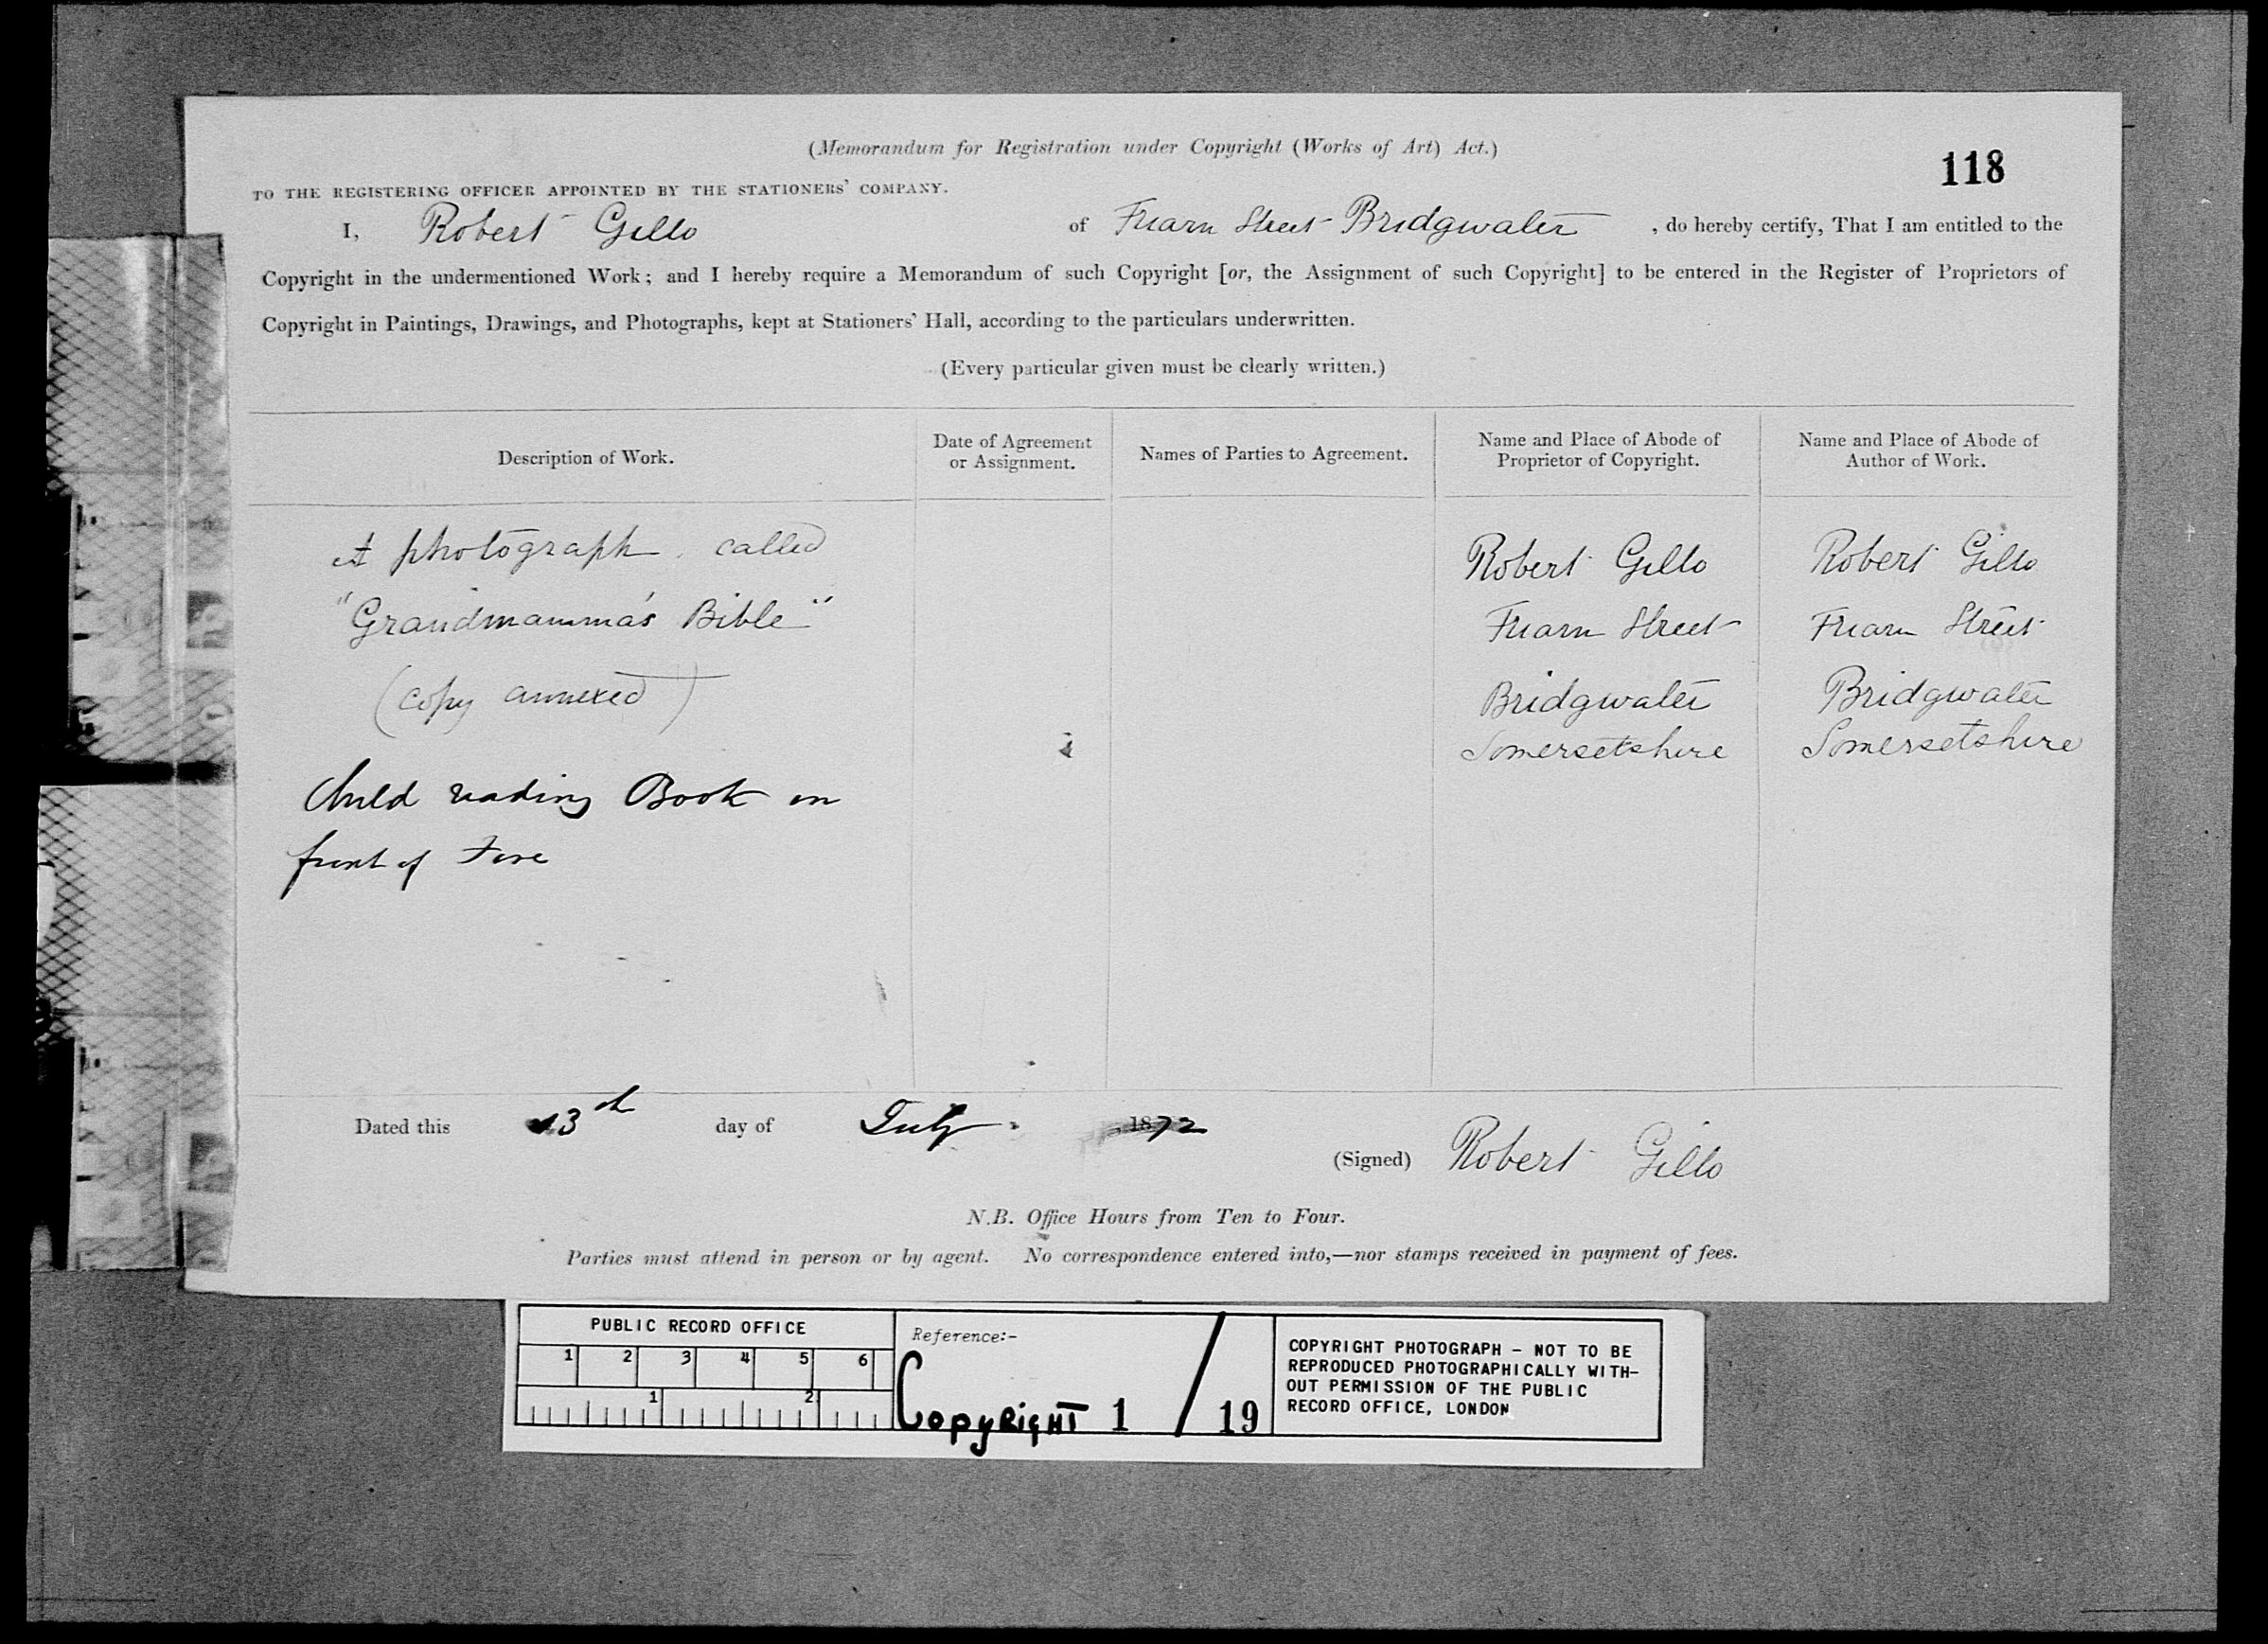 (Memorandum for Registration under Copyright (Works of Art) Act.)
118
TO THE REGISTERING OFFICER APPOINTED BY THE STATIONERS' COMPANY.
I, Robert Gillo of Friarn Street Bridgwater, do hereby certify, That I am entitled to the
Copyright in the undermentioned Work; and I hereby require a Memorandum of such Copyright [or, the Assignment of such Copyright] to be entered in the Register of Proprietors of
Copyright in Paintings, Drawings, and Photographs, kept at Stationers' Hall, according to the particulars underwritten.
(Every particular given must be clearly written.)
Description of Work.
Date of Agreement
or Assignment.
Names of Parties to Agreement.
Name and Place of Abode of
Proprietor of Copyright.
Name and Place of Abode of
Author of Work.
A photograph called
"Grandmamma's Bible"
(copy annexed)
Child reading Book in
front of Fire
Robert Gillo
Friarn Street
Bridgwater
Somersetshire
Robert Gillo
Friarn Street
Bridgwater
Somersetshire
Dated this 13th day of July 1872
(Signed) Robert Gillo
N.B. Office Hours from Ten to Four.
Parties must attend in person or by agent. No correspondence entered into,—nor stamps received in payment of fees.
PUBLIC RECORD OFFICE
1 2 3 4 5 6
1 2
Reference:-
COPYRIGHT 1 / 19
COPYRIGHT PHOTOGRAPH - NOT TO BE
REPRODUCED PHOTOGRAPHICALLY WITH-
OUT PERMISSION OF THE PUBLIC
RECORD OFFICE, LONDON